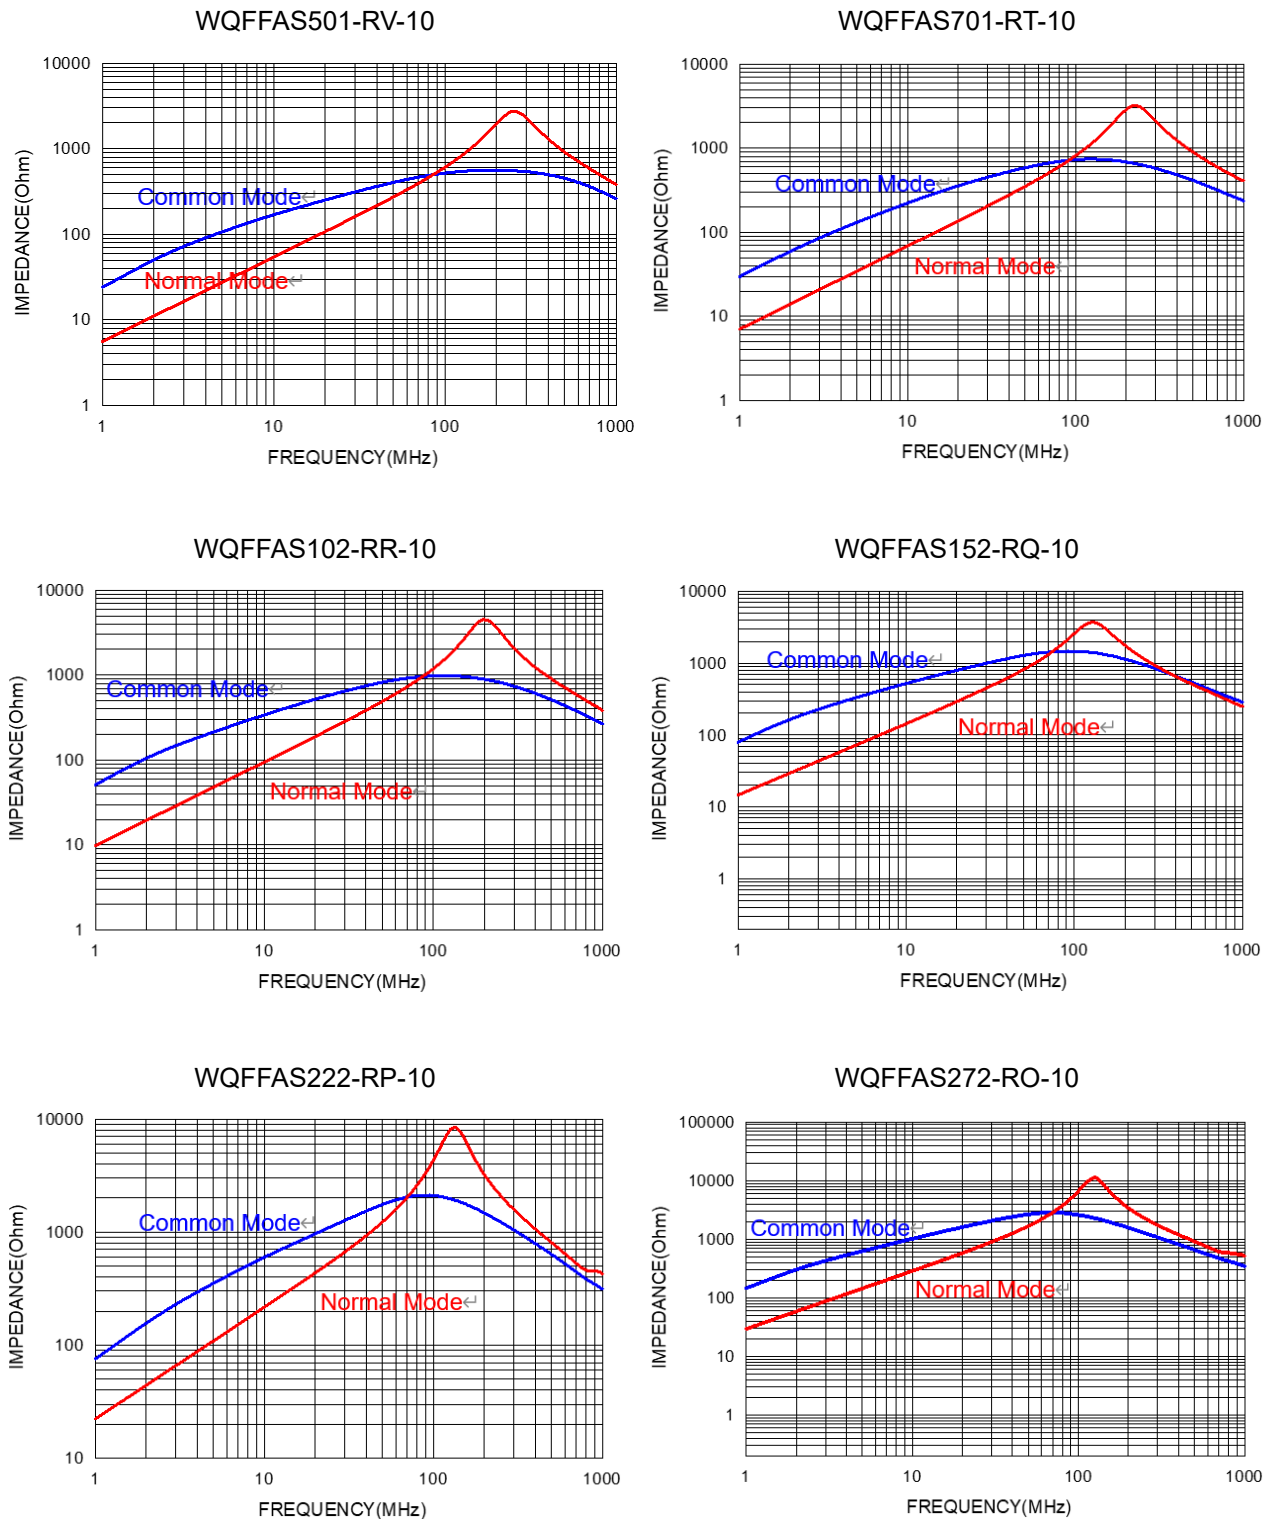 WQFFAS501-RV-10
10000
1000
100
10
1
IMPEDANCE(Ohm)
Common Mode↵
Normal Mode↵
1 10 100 1000
FREQUENCY(MHz)
WQFFAS701-RT-10
10000
1000
100
10
1
IMPEDANCE(Ohm)
Common Mode↵
Normal Mode↵
1 10 100 1000
FREQUENCY(MHz)
WQFFAS102-RR-10
10000
1000
100
10
1
IMPEDANCE(Ohm)
Common Mode↵
Normal Mode↵
1 10 100 1000
FREQUENCY(MHz)
WQFFAS152-RQ-10
10000
1000
100
10
1
IMPEDANCE(Ohm)
Common Mode↵
Normal Mode↵
1 10 100 1000
FREQUENCY(MHz)
WQFFAS222-RP-10
10000
1000
100
10
IMPEDANCE(Ohm)
Common Mode↵
Normal Mode↵
1 10 100 1000
FREQUENCY(MHz)
WQFFAS272-RO-10
100000
10000
1000
100
10
1
IMPEDANCE(Ohm)
Common Mode↵
Normal Mode↵
1 10 100 1000
FREQUENCY(MHz)